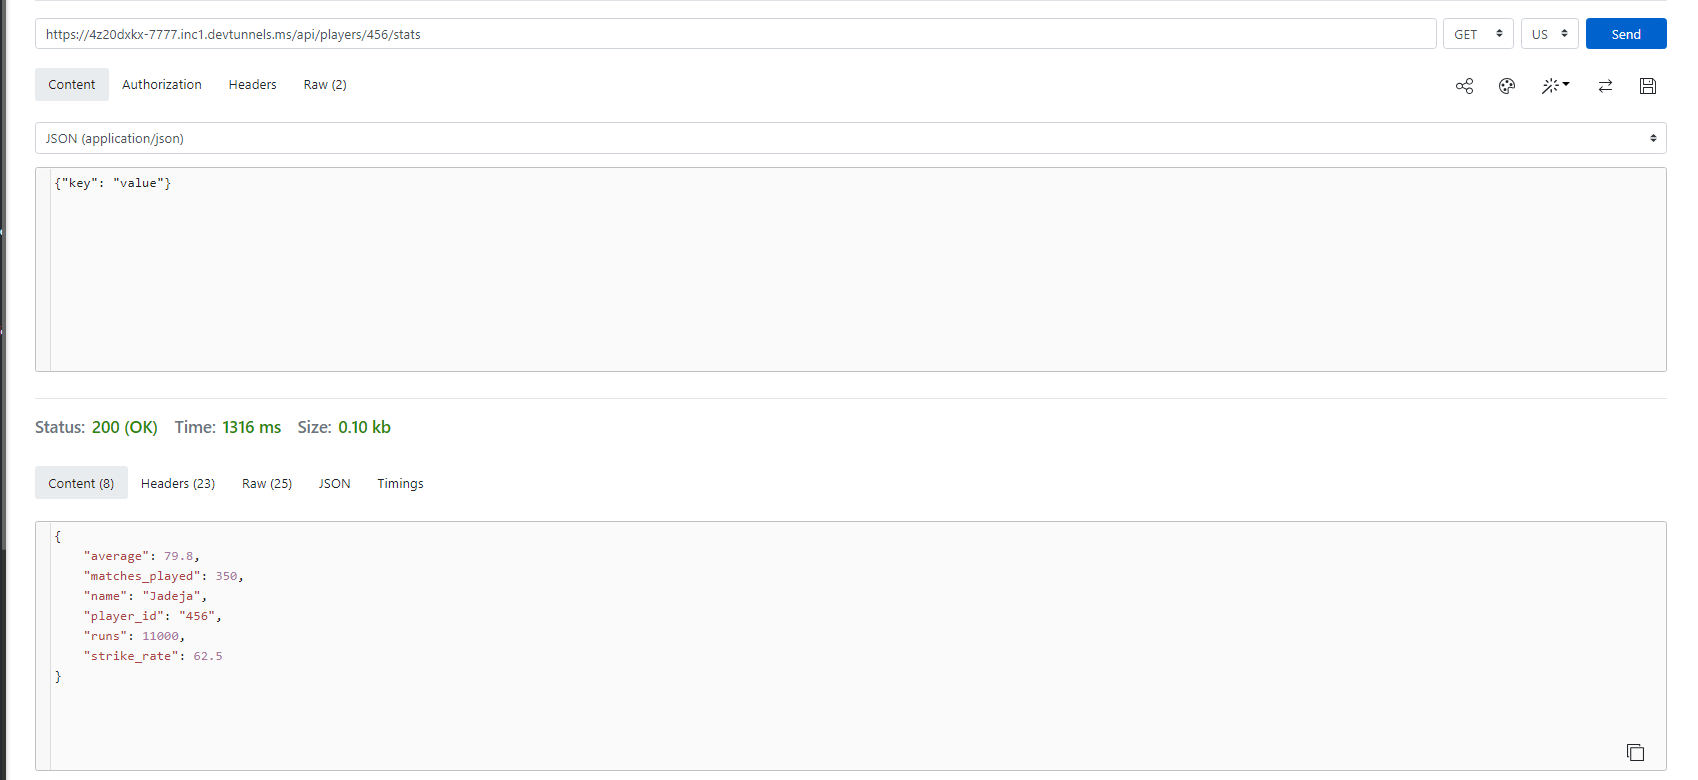 https://4z20dxkx-7777.inc1.devtunnels.ms/api/players/456/stats GET US Send
Content Authorization Headers Raw (2)
JSON (application/json)
{"key": "value"}
Status: 200 (OK) Time: 1316 ms Size: 0.10 kb
Content (8) Headers (23) Raw (25) JSON Timings
{
    "average": 79.8,
    "matches_played": 350,
    "name": "Jadeja",
    "player_id": "456",
    "runs": 11000,
    "strike_rate": 62.5
}